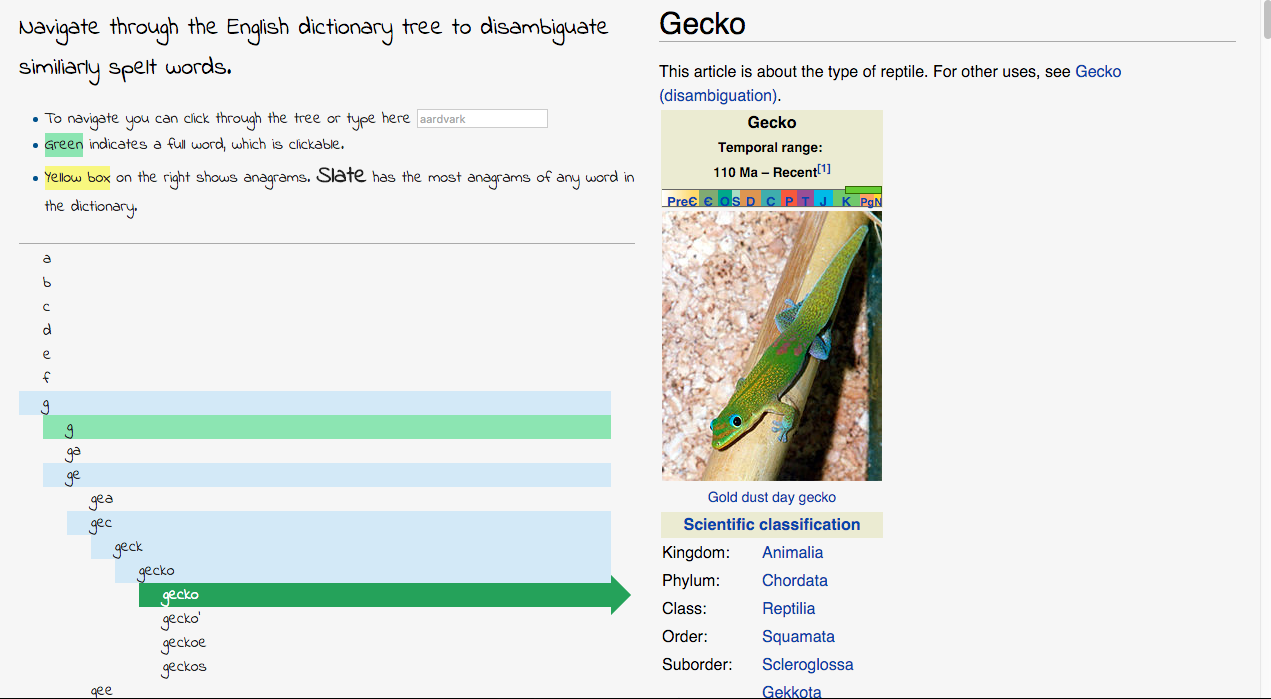 Navigate through the English dictionary tree to disambiguate
similiarly spelt words.
To navigate you can click through the tree or type here aardvark
Green indicates a full word, which is clickable.
Yellow box on the right shows anagrams. Slate has the most anagrams of any word in
the dictionary.
a
b
c
d
e
f
g
g
ga
ge
gea
gec
geck
gecko
gecko
gecko'
geckoe
geckos
gee
Gecko
This article is about the type of reptile. For other uses, see Gecko
(disambiguation).
Gecko
Temporal range:
110 Ma – Recent[1]
PreЄ Є O S D C P T J K PgN
Gold dust day gecko
Scientific classification
Kingdom: Animalia
Phylum: Chordata
Class: Reptilia
Order: Squamata
Suborder: Scleroglossa
Gekkota